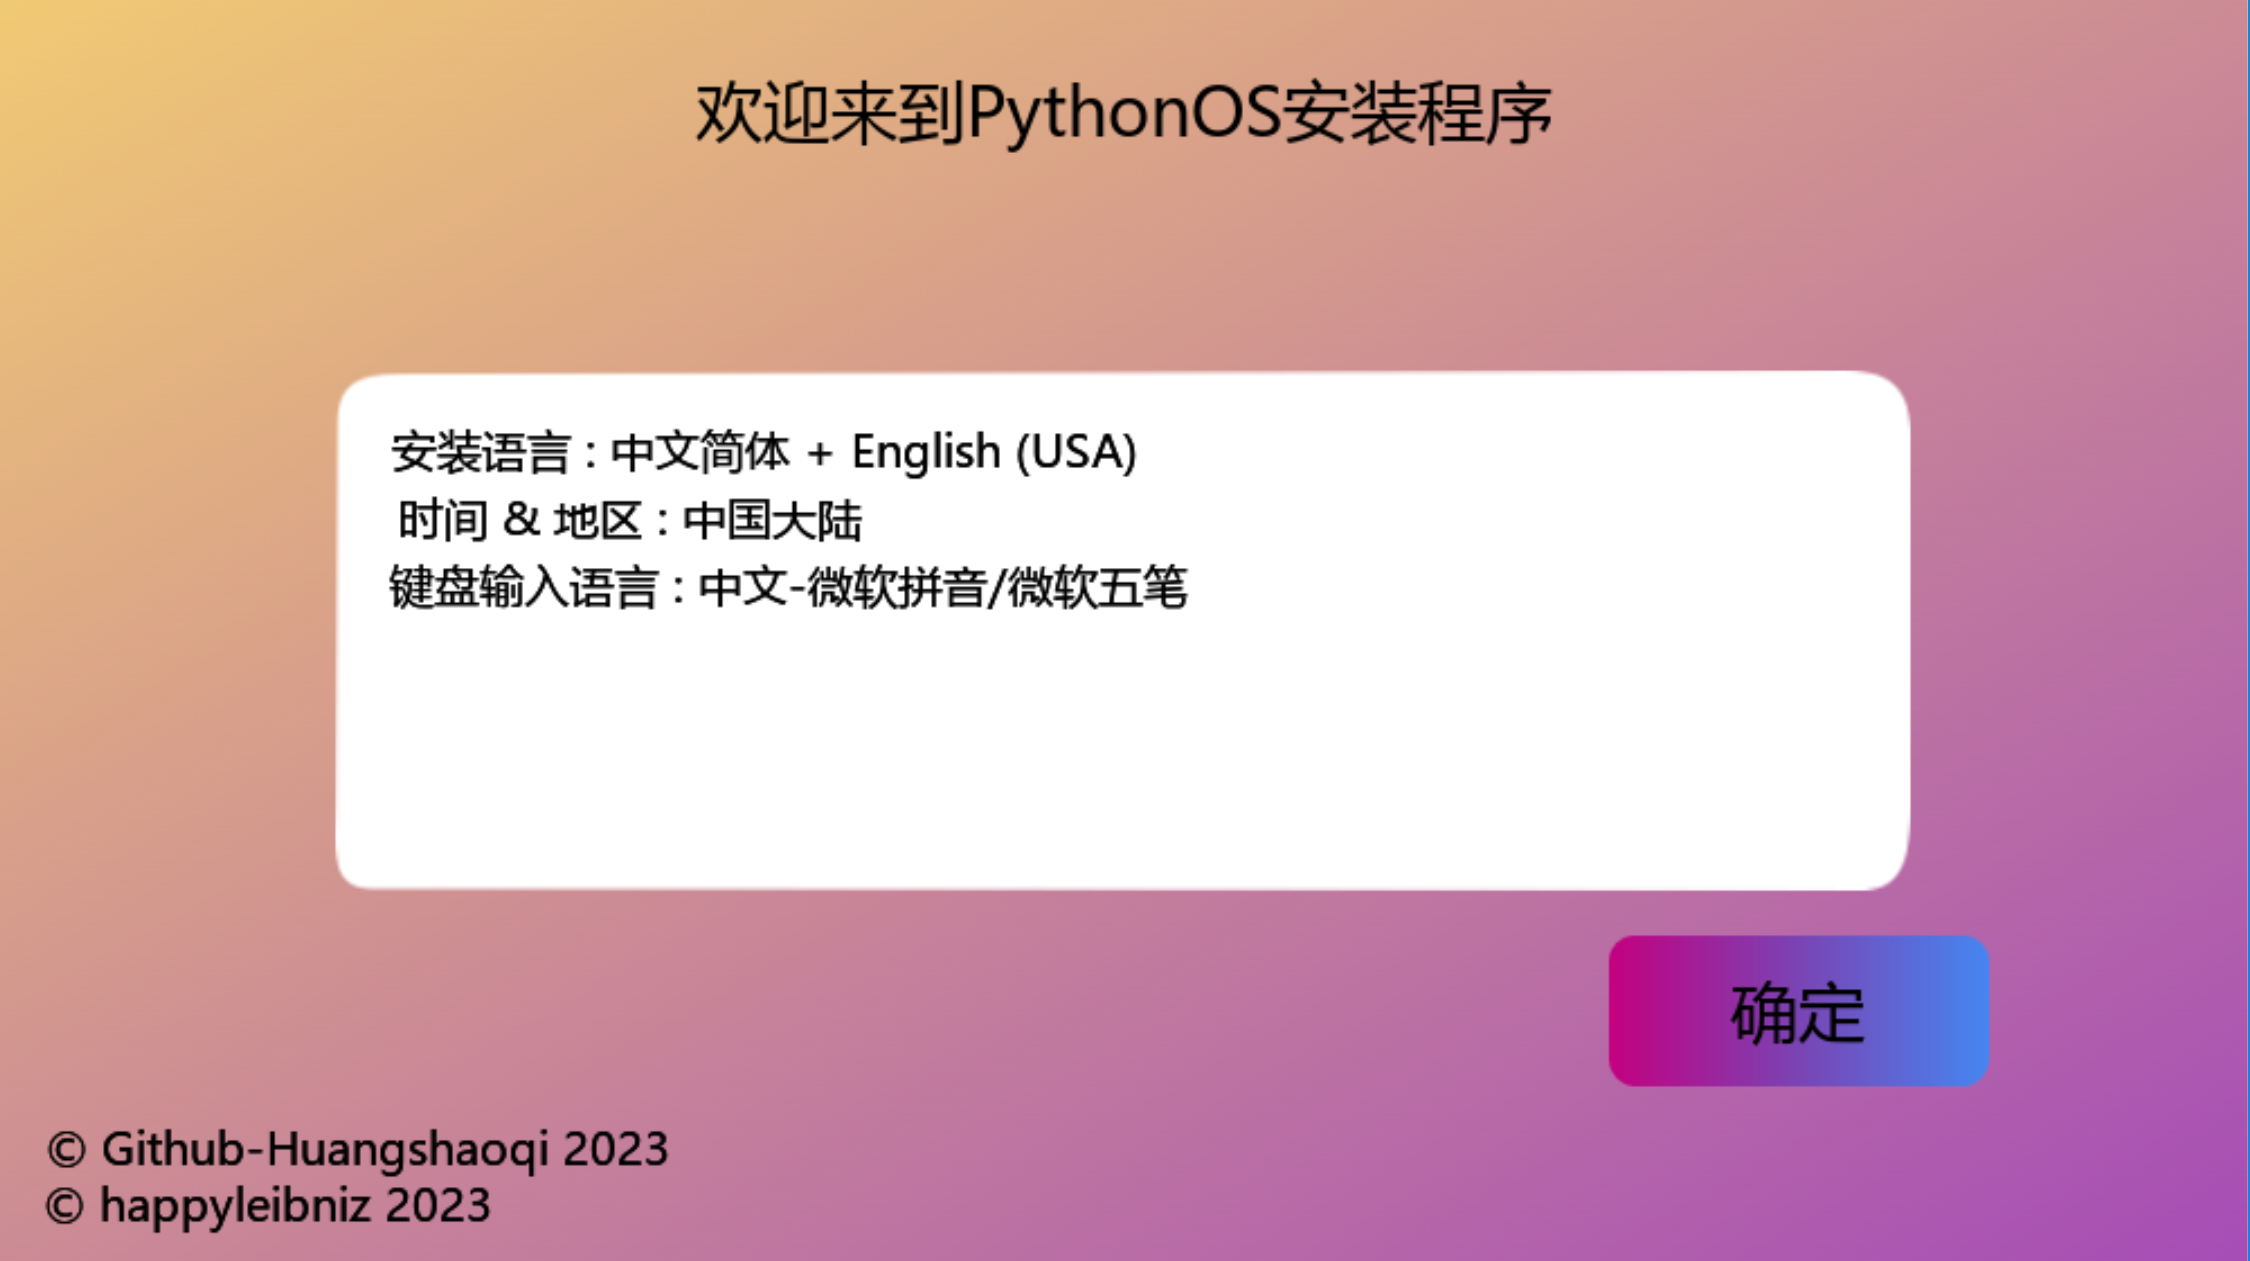 欢迎来到PythonOS安装程序
安装语言 : 中文简体 + English (USA)
时间 & 地区 : 中国大陆
键盘输入语言 : 中文-微软拼音/微软五笔
确定
© Github-Huangshaoqi 2023
© happyleibniz 2023